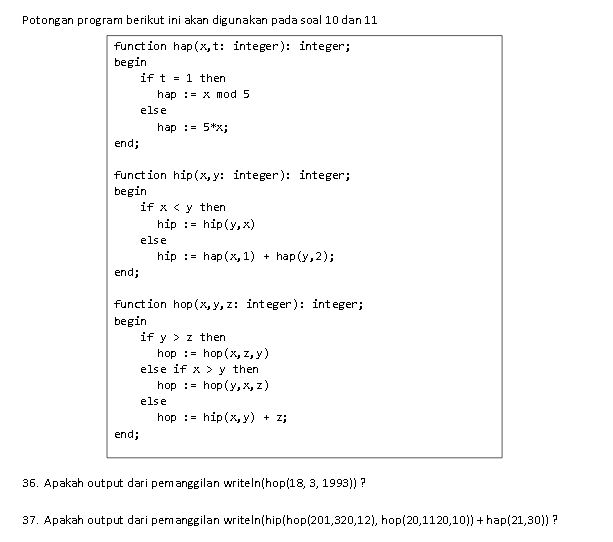 Potongan program berikut ini akan digunakan pada soal 10 dan 11
function hap(x,t: integer): integer;
begin
if t = 1 then
hap := x mod 5
else
hap := 5*x;
end;
function hip(x,y: integer): integer;
begin
if x < y then
hip := hip(y,x)
else
hip := hap(x,1) + hap(y,2);
end;
function hop(x,y,z: integer): integer;
begin
if y > z then
hop := hop(x,z,y)
else if x > y then
hop := hop(y,x,z)
else
hop := hip(x,y) + z;
end;
36. Apakah output dari pemanggilan writeln(hop(18, 3, 1993)) ?
37. Apakah output dari pemanggilan writeln(hip(hop(201,320,12), hop(20,1120,10)) + hap(21,30)) ?